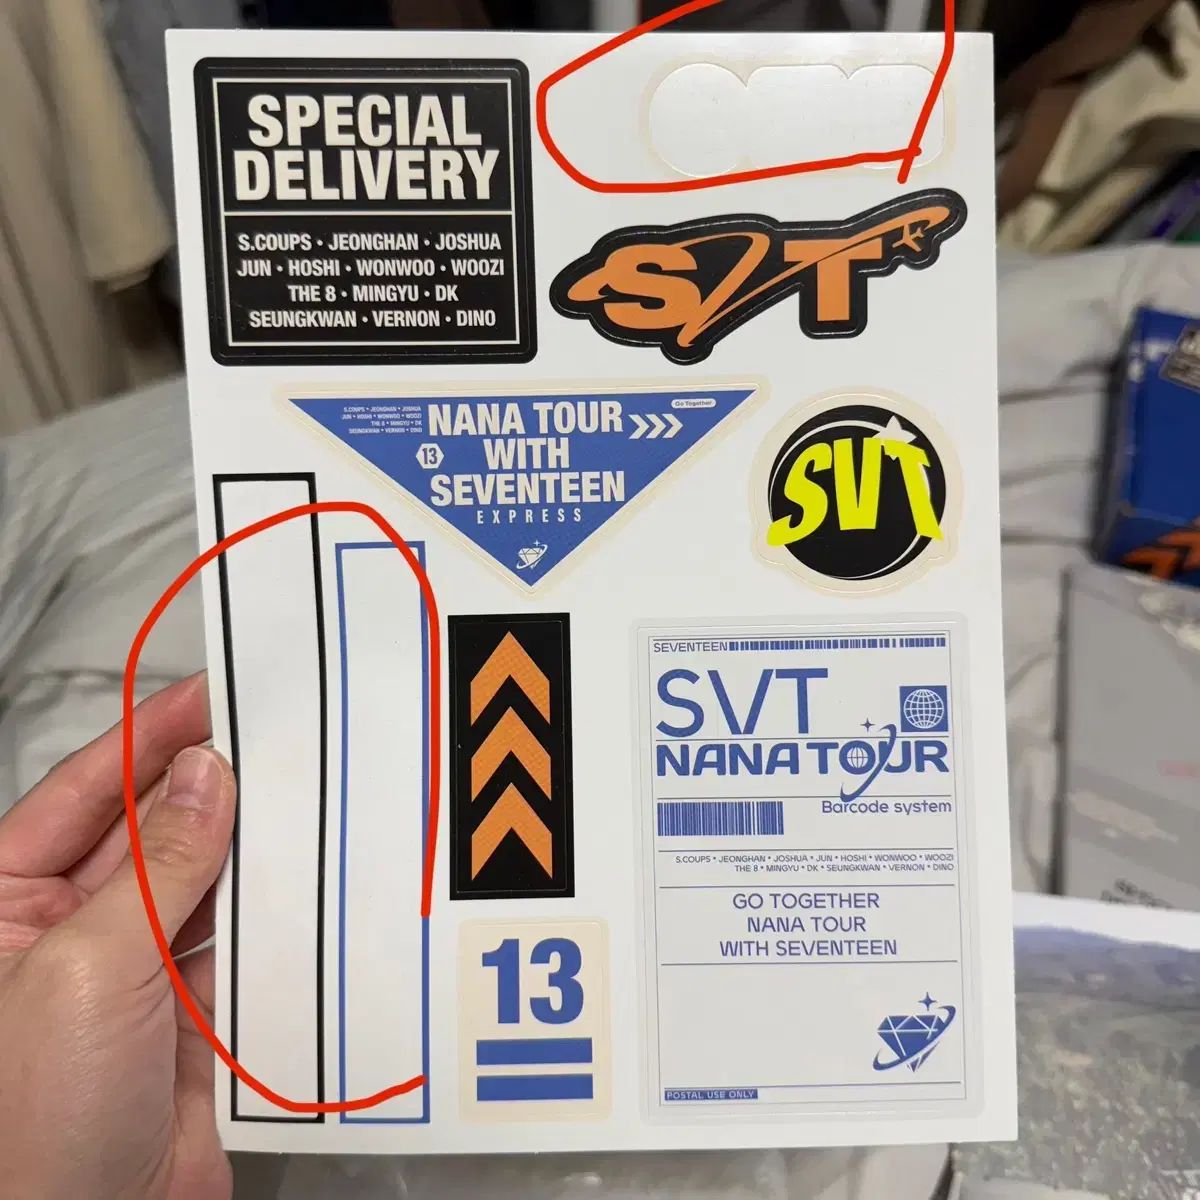 SPECIAL
DELIVERY
S.COUPS • JEONGHAN • JOSHUA
JUN • HOSHI • WONWOO • WOOZI
THE 8 • MINGYU • DK
SEUNGKWAN • VERNON • DINO
SVT
S.COUPS • JEONGHAN • JOSHUA
JUN • HOSHI • WONWOO • WOOZI
THE 8 • MINGYU • DK
SEUNGKWAN • VERNON • DINO
Go Together
NANA TOUR
13
WITH
SEVENTEEN
EXPRESS
SVT
SEVENTEEN
SVT
NANA TOUR
Barcode system
S.COUPS • JEONGHAN • JOSHUA • JUN • HOSHI • WONWOO • WOOZI
THE 8 • MINGYU • DK • SEUNGKWAN • VERNON • DINO
GO TOGETHER
NANA TOUR
WITH SEVENTEEN
POSTAL USE ONLY
13